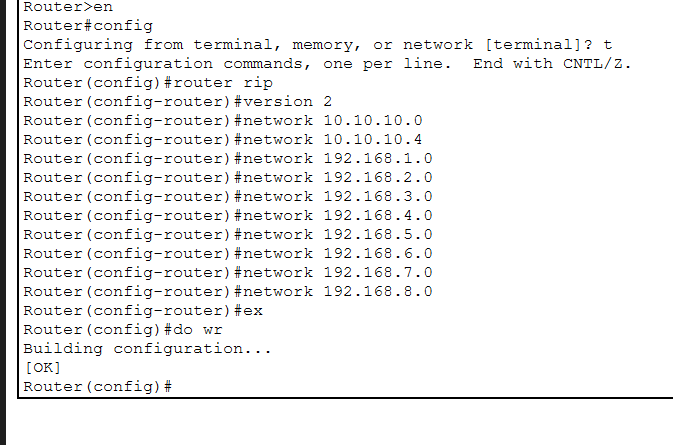 Router>en
Router#config
Configuring from terminal, memory, or network [terminal]? t
Enter configuration commands, one per line.  End with CNTL/Z.
Router(config)#router rip
Router(config-router)#version 2
Router(config-router)#network 10.10.10.0
Router(config-router)#network 10.10.10.4
Router(config-router)#network 192.168.1.0
Router(config-router)#network 192.168.2.0
Router(config-router)#network 192.168.3.0
Router(config-router)#network 192.168.4.0
Router(config-router)#network 192.168.5.0
Router(config-router)#network 192.168.6.0
Router(config-router)#network 192.168.7.0
Router(config-router)#network 192.168.8.0
Router(config-router)#ex
Router(config)#do wr
Building configuration...
[OK]
Router(config)#